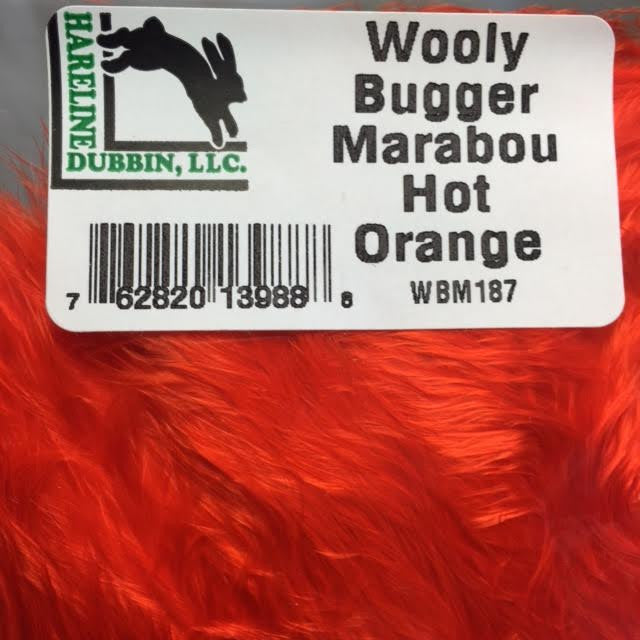 HARELINE
DUBBIN, LLC.
Wooly
Bugger
Marabou
Hot
Orange
WBM187
7 62820 13988 8